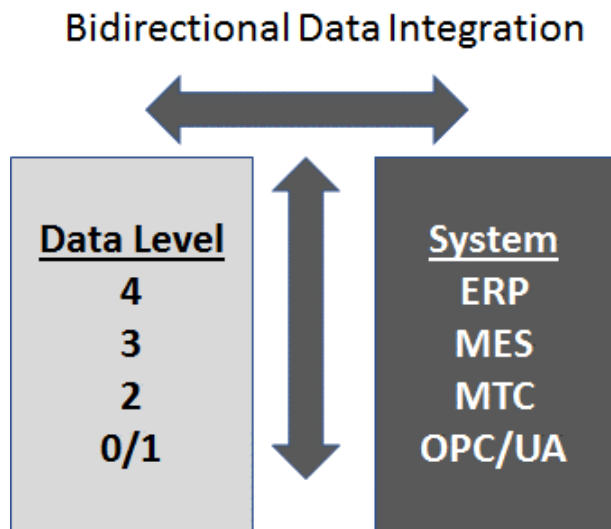 Bidirectional Data Integration
Data Level
4
3
2
0/1
System
ERP
MES
MTC
OPC/UA